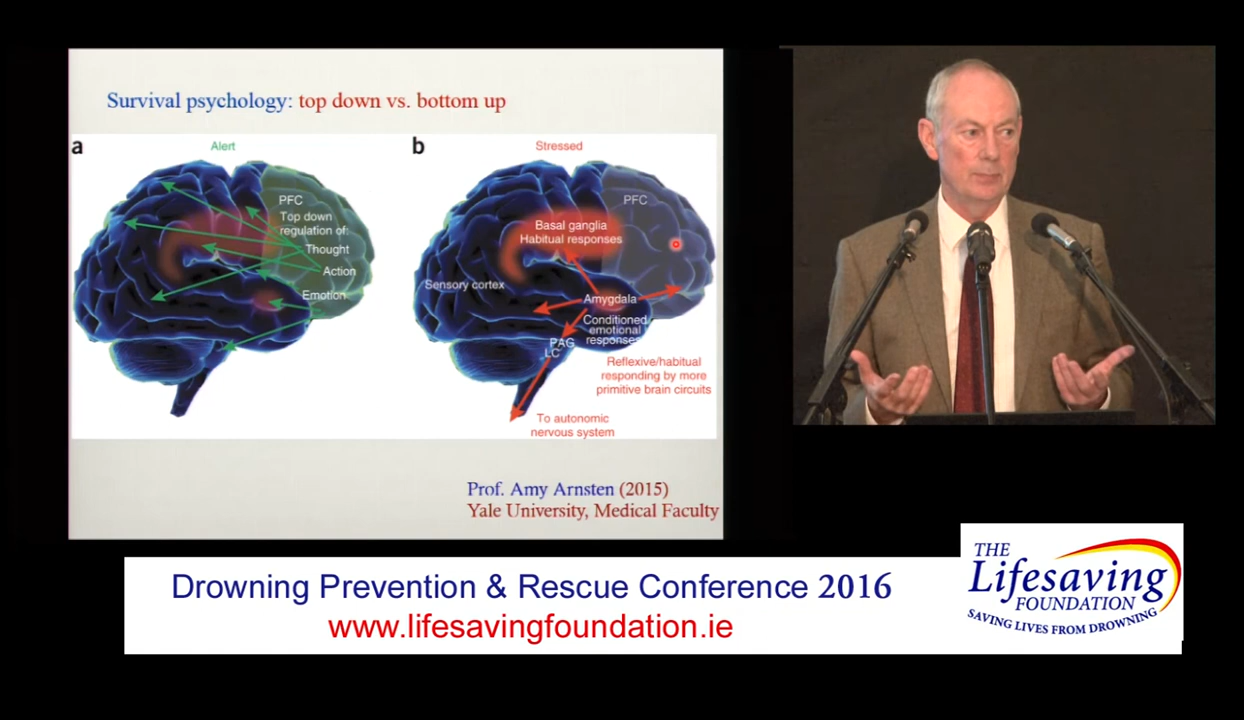 Survival psychology: top down vs. bottom up
a
Alert
PFC
Top down
regulation of:
Thought
Action
Emotion
b
Stressed
PFC
Basal ganglia
Habitual responses
Sensory cortex
Amygdala
Conditioned
emotional
responses
PAG
LC
Reflexive/habitual
responding by more
primitive brain circuits
To autonomic
nervous system
Prof. Amy Arnsten (2015)
Yale University, Medical Faculty
Drowning Prevention & Rescue Conference 2016
www.lifesavingfoundation.ie
THE
Lifesaving
FOUNDATION
SAVING LIVES FROM DROWNING